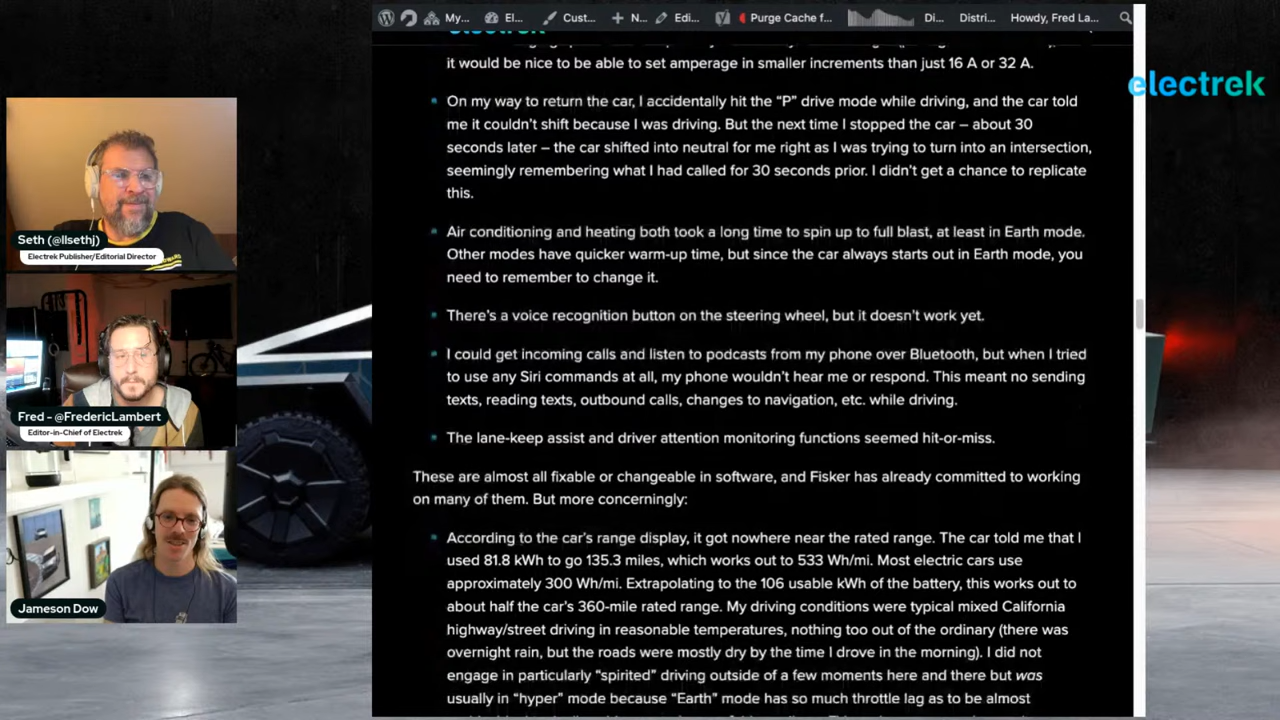 My...
El...
Cust...
N...
Edi...
Purge Cache f...
Di...
Distri...
Howdy, Fred La...
electrek
it would be nice to be able to set amperage in smaller increments than just 16 A or 32 A.
On my way to return the car, I accidentally hit the “P” drive mode while driving, and the car told
me it couldn’t shift because I was driving. But the next time I stopped the car – about 30
seconds later – the car shifted into neutral for me right as I was trying to turn into an intersection,
seemingly remembering what I had called for 30 seconds prior. I didn’t get a chance to replicate
this.
Air conditioning and heating both took a long time to spin up to full blast, at least in Earth mode.
Other modes have quicker warm-up time, but since the car always starts out in Earth mode, you
need to remember to change it.
There’s a voice recognition button on the steering wheel, but it doesn’t work yet.
I could get incoming calls and listen to podcasts from my phone over Bluetooth, but when I tried
to use any Siri commands at all, my phone wouldn’t hear me or respond. This meant no sending
texts, reading texts, outbound calls, changes to navigation, etc. while driving.
The lane-keep assist and driver attention monitoring functions seemed hit-or-miss.
These are almost all fixable or changeable in software, and Fisker has already committed to working
on many of them. But more concerningly:
According to the car’s range display, it got nowhere near the rated range. The car told me that I
used 81.8 kWh to go 135.3 miles, which works out to 533 Wh/mi. Most electric cars use
approximately 300 Wh/mi. Extrapolating to the 106 usable kWh of the battery, this works out to
about half the car’s 360-mile rated range. My driving conditions were typical mixed California
highway/street driving in reasonable temperatures, nothing too out of the ordinary (there was
overnight rain, but the roads were mostly dry by the time I drove in the morning). I did not
engage in particularly “spirited” driving outside of a few moments here and there but was
usually in “hyper” mode because “Earth” mode has so much throttle lag as to be almost
electrek
Seth (@llsethj)
Electrek Publisher/Editorial Director
Fred - @FredericLambert
Editor-in-Chief of Electrek
Jameson Dow